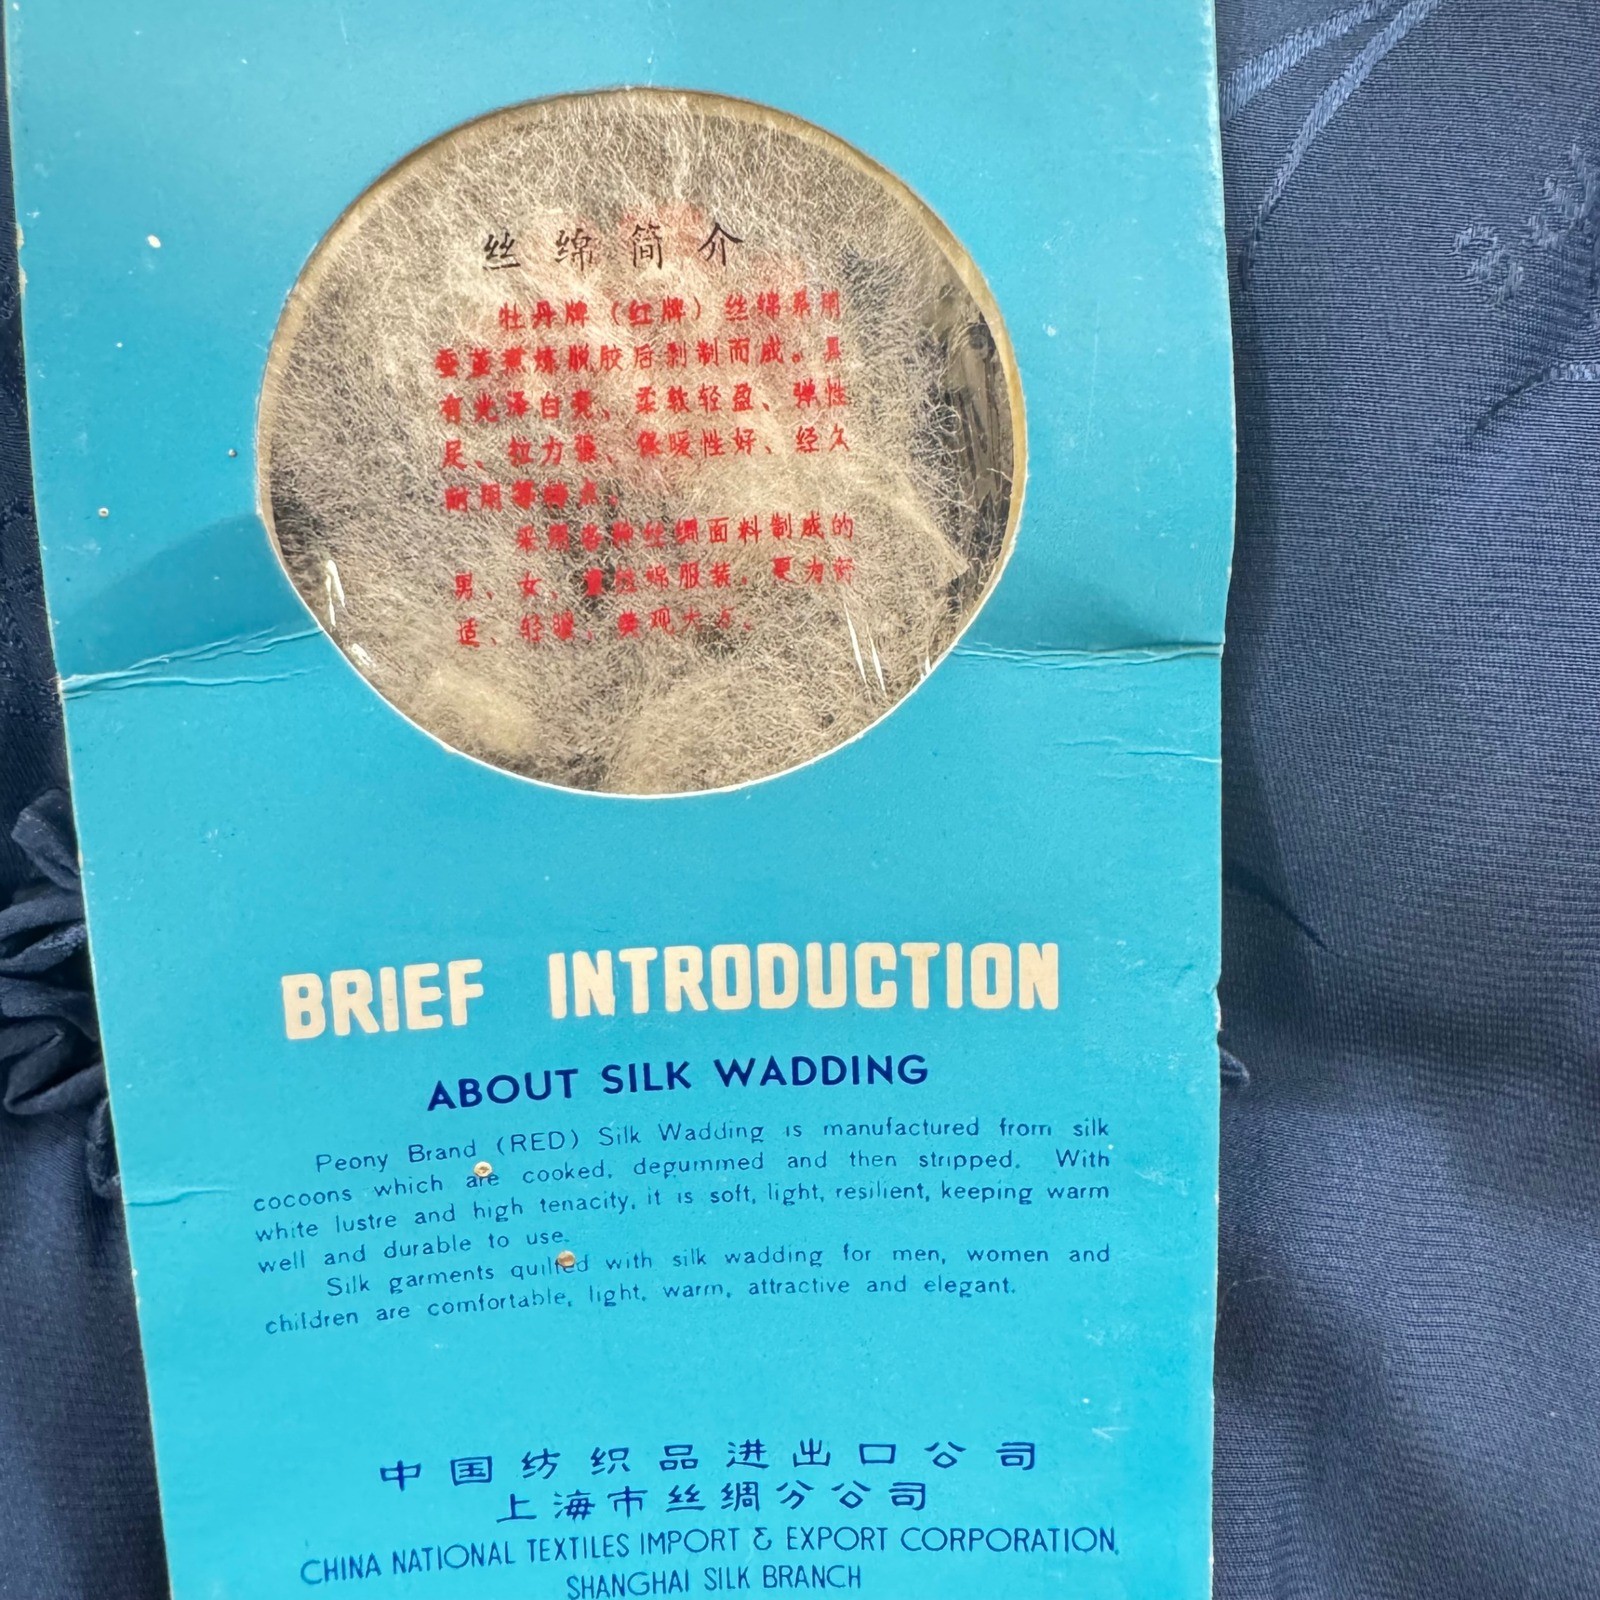 丝绵简介
牡丹牌（红牌）丝绵系用
蚕茧煮炼脱胶后剥制而成。具
有光泽白亮、柔软轻盈、弹性
足、拉力强、保暖性好、经久
耐用等特点。
采用各种丝绸面料制成的
男、女、童丝绵服装，更为舒
适、轻暖、美观大方。
BRIEF INTRODUCTION
ABOUT SILK WADDING
Peony Brand (RED) Silk Wadding is manufactured from silk
cocoons which are cooked, degummed and then stripped. With
white lustre and high tenacity, it is soft, light, resilient, keeping warm
well and durable to use.
Silk garments quilted with silk wadding for men, women and
children are comfortable, light, warm, attractive and elegant.
中国纺织品进出口公司
上海市丝绸分公司
CHINA NATIONAL TEXTILES IMPORT & EXPORT CORPORATION,
SHANGHAI SILK BRANCH